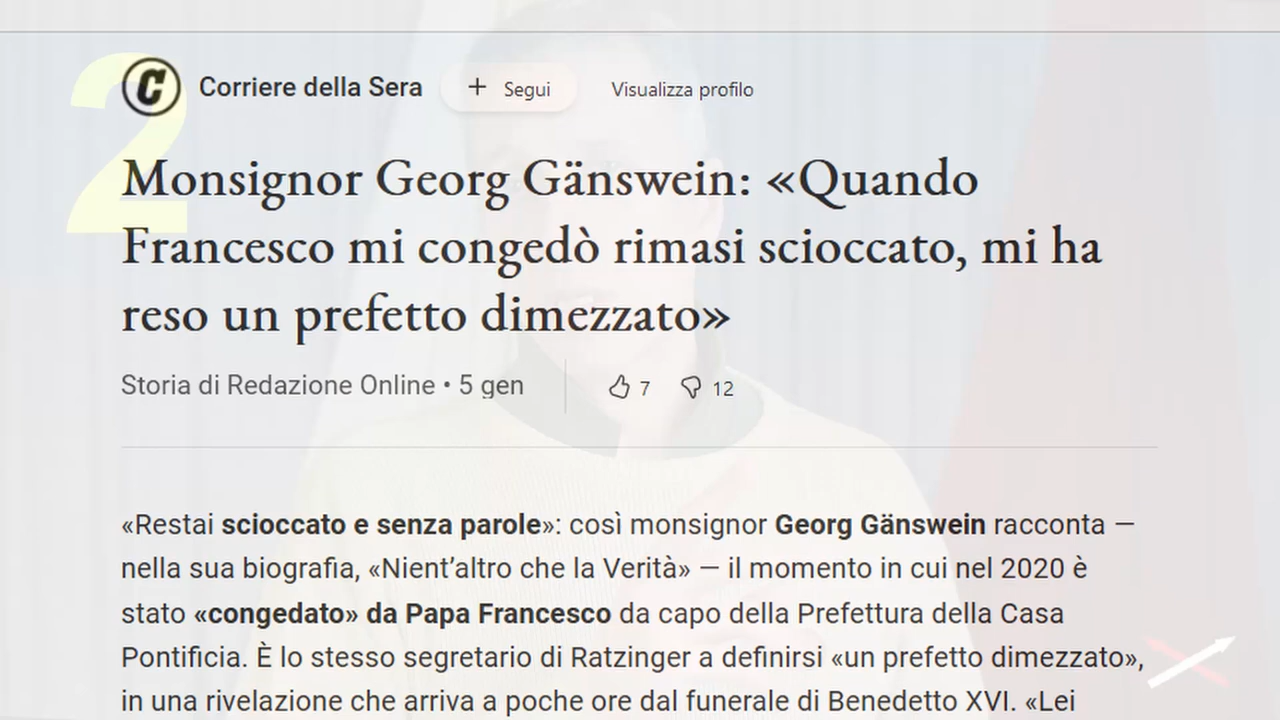 2
C Corriere della Sera + Segui Visualizza profilo
Monsignor Georg Gänswein: «Quando
Francesco mi congedò rimasi scioccato, mi ha
reso un prefetto dimezzato»
Storia di Redazione Online • 5 gen 7 12
«Restai scioccato e senza parole»: così monsignor Georg Gänswein racconta —
nella sua biografia, «Nient’altro che la Verità» — il momento in cui nel 2020 è
stato «congedato» da Papa Francesco da capo della Prefettura della Casa
Pontificia. È lo stesso segretario di Ratzinger a definirsi «un prefetto dimezzato»,
in una rivelazione che arriva a poche ore dal funerale di Benedetto XVI. «Lei